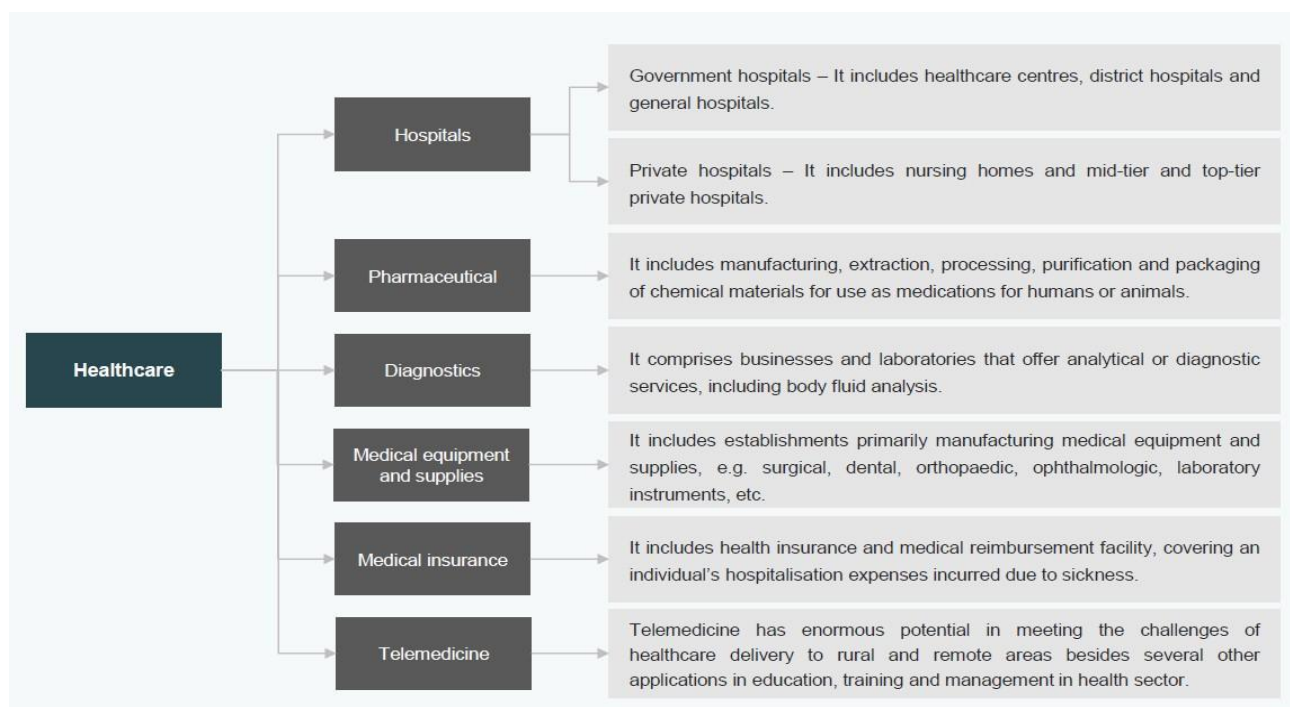 Healthcare
Hospitals
Government hospitals – It includes healthcare centres, district hospitals and
general hospitals.
Private hospitals – It includes nursing homes and mid-tier and top-tier
private hospitals.
Pharmaceutical
It includes manufacturing, extraction, processing, purification and packaging
of chemical materials for use as medications for humans or animals.
Diagnostics
It comprises businesses and laboratories that offer analytical or diagnostic
services, including body fluid analysis.
Medical equipment
and supplies
It includes establishments primarily manufacturing medical equipment and
supplies, e.g. surgical, dental, orthopaedic, ophthalmologic, laboratory
instruments, etc.
Medical insurance
It includes health insurance and medical reimbursement facility, covering an
individual’s hospitalisation expenses incurred due to sickness.
Telemedicine
Telemedicine has enormous potential in meeting the challenges of
healthcare delivery to rural and remote areas besides several other
applications in education, training and management in health sector.